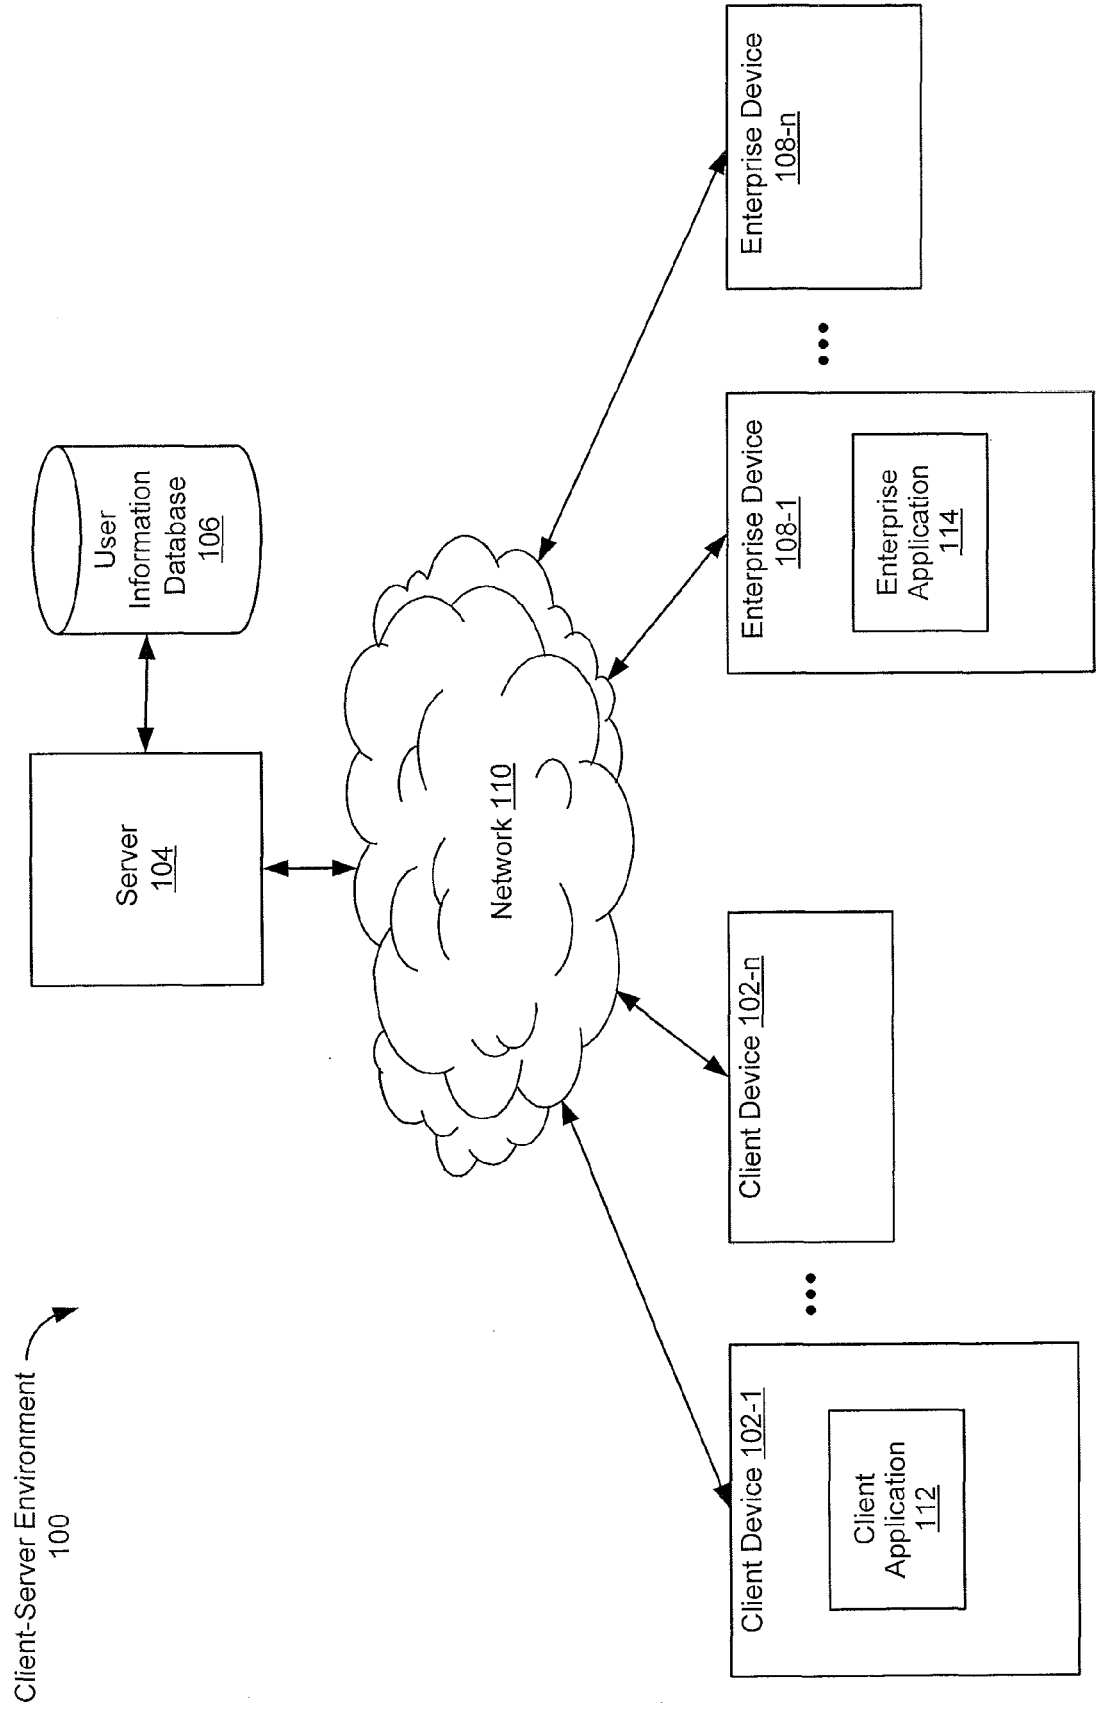 Client-Server Environment
100
Server
104
User
Information
Database
106
Network 110
Client Device 102-1
Client
Application
112
•••
Client Device 102-n
Enterprise Device
108-1
Enterprise
Application
114
•••
Enterprise Device
108-n